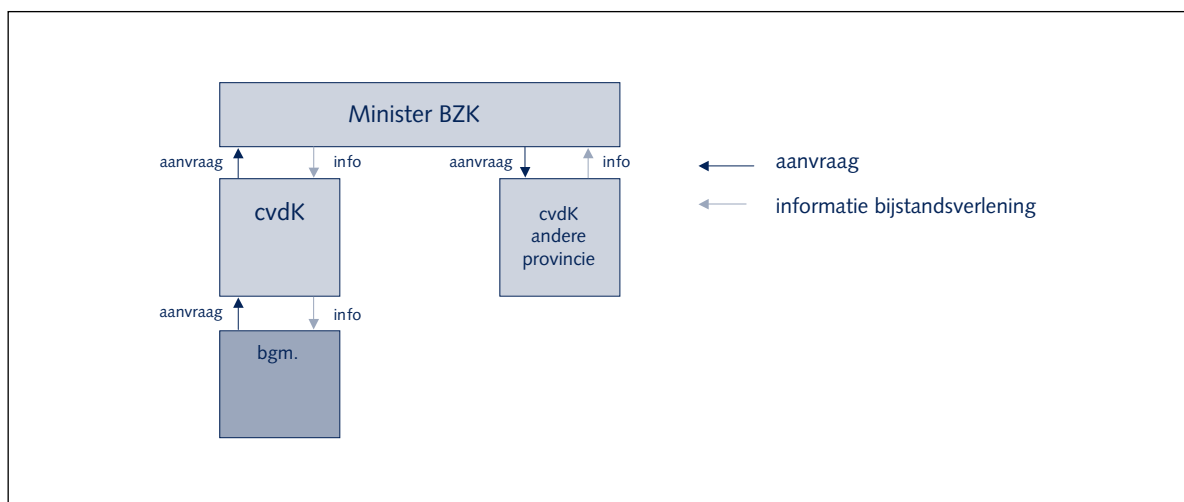 Minister BZK
aanvraag
info
aanvraag
info
cvdK
cvdK
andere
provincie
aanvraag
info
bgm.
aanvraag
informatie bijstandsverlening